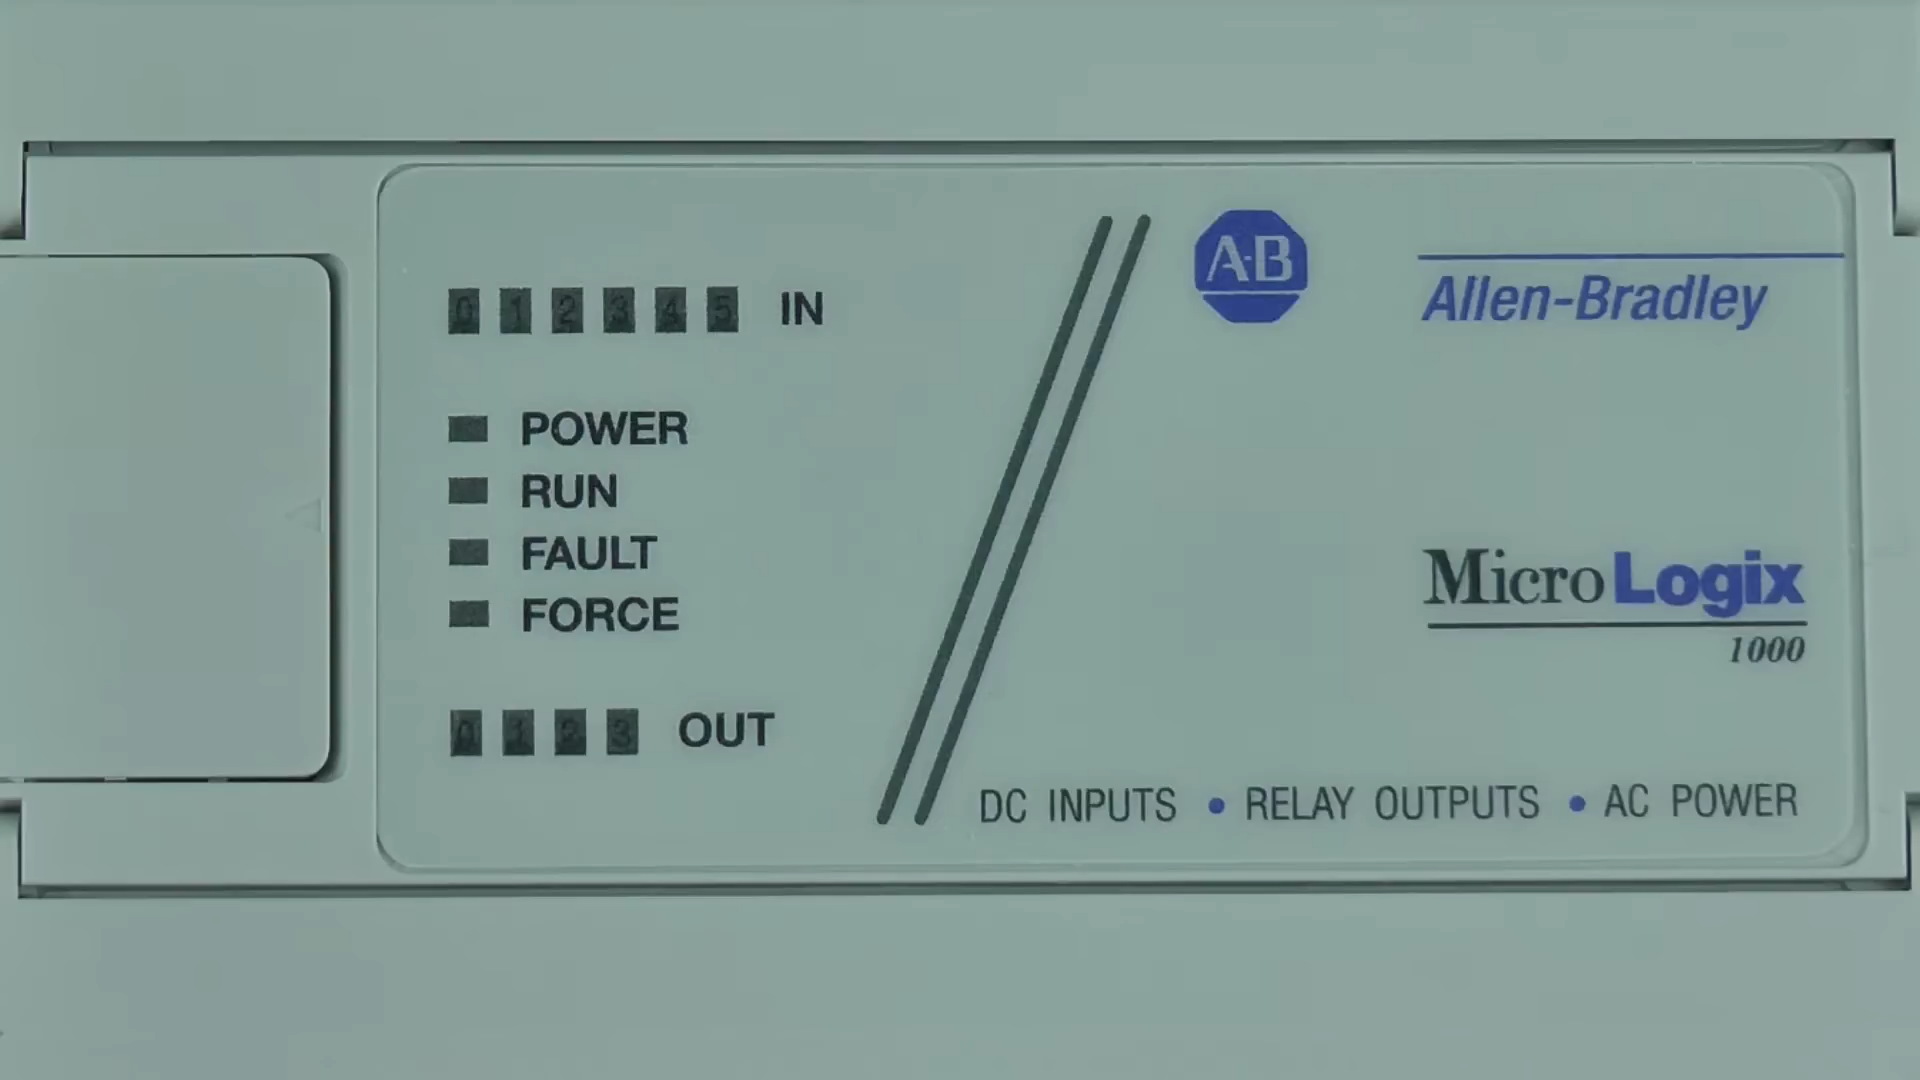 A-B
Allen-Bradley
0 1 2 3 4 5 IN
POWER
RUN
FAULT
FORCE
MicroLogix
1000
0 1 2 3 OUT
DC INPUTS • RELAY OUTPUTS • AC POWER